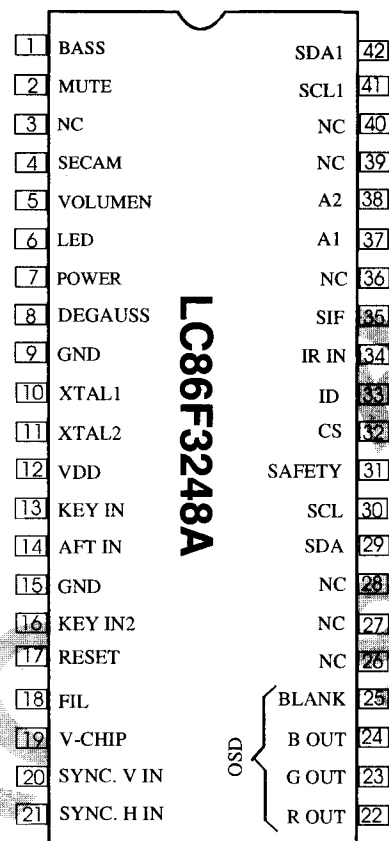 1 BASS
2 MUTE
3 NC
4 SECAM
5 VOLUMEN
6 LED
7 POWER
8 DEGAUSS
9 GND
10 XTAL1
11 XTAL2
12 VDD
13 KEY IN
14 AFT IN
15 GND
16 KEY IN2
17 RESET
18 FIL
19 V-CHIP
20 SYNC. V IN
21 SYNC. H IN
LC86F3248A
SDA1 42
SCL1 41
NC 40
NC 39
A2 38
A1 37
NC 36
SIF 35
IR IN 34
ID 33
CS 32
SAFETY 31
SCL 30
SDA 29
NC 28
NC 27
NC 26
OSD
BLANK 25
B OUT 24
G OUT 23
R OUT 22